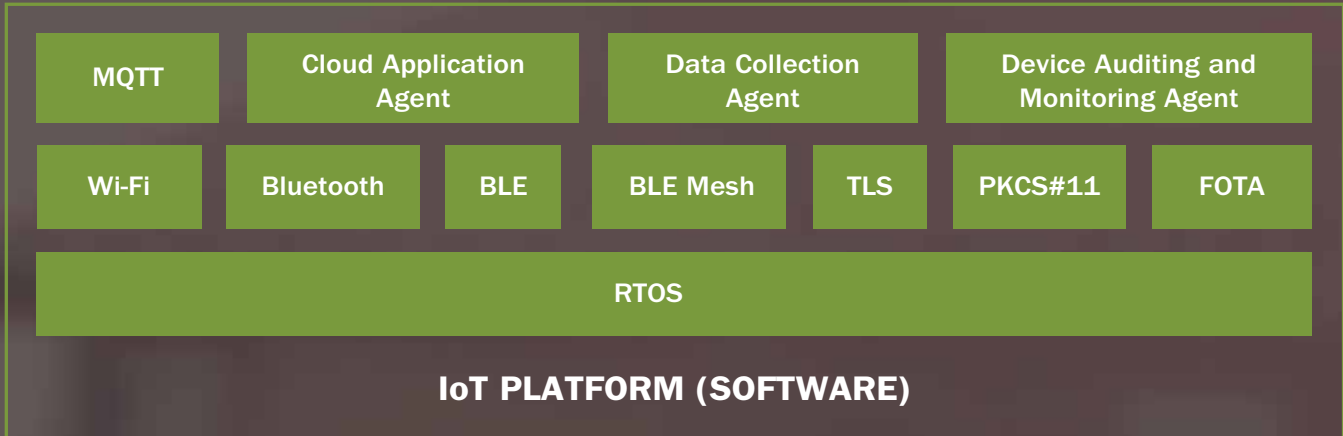 MQTT
Cloud Application
Agent
Data Collection
Agent
Device Auditing and
Monitoring Agent
Wi-Fi
Bluetooth
BLE
BLE Mesh
TLS
PKCS#11
FOTA
RTOS
IoT PLATFORM (SOFTWARE)